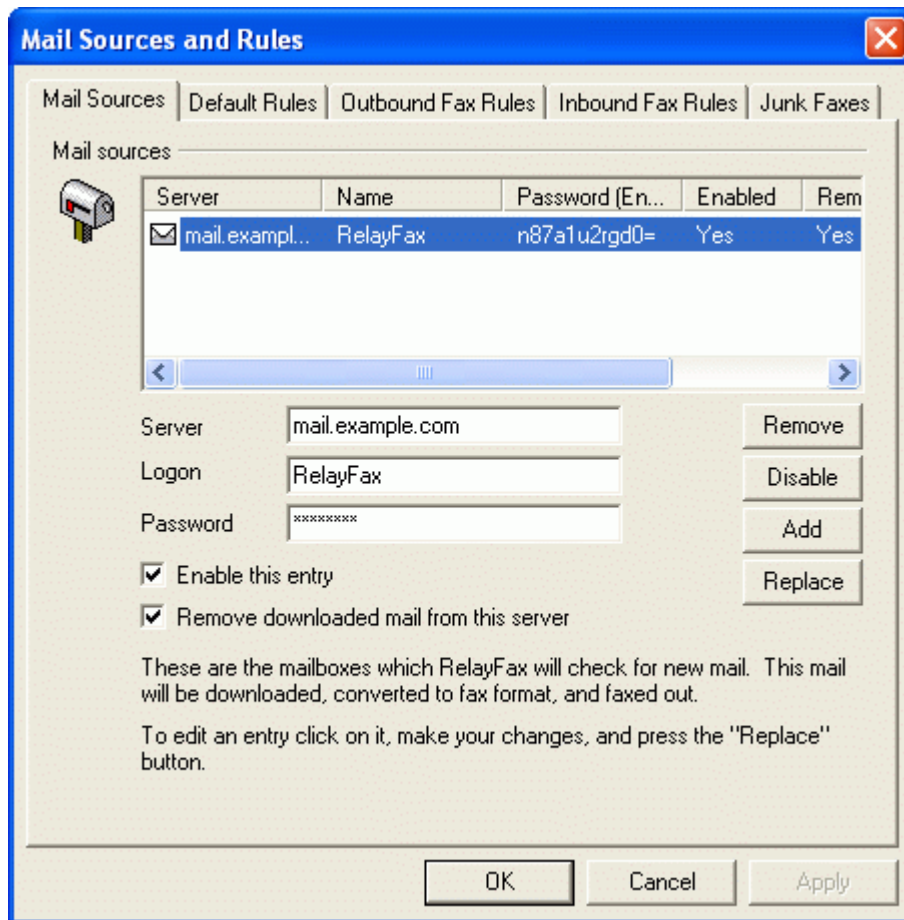 Mail Sources and Rules
Mail Sources Default Rules Outbound Fax Rules Inbound Fax Rules Junk Faxes
Mail sources
Server Name Password (En... Enabled Rem
mail.exampl... RelayFax n87a1u2rgd0= Yes Yes
Server mail.example.com Remove
Logon RelayFax Disable
Password ******** Add
Enable this entry Replace
Remove downloaded mail from this server
These are the mailboxes which RelayFax will check for new mail. This mail
will be downloaded, converted to fax format, and faxed out.
To edit an entry click on it, make your changes, and press the "Replace"
button.
OK Cancel Apply